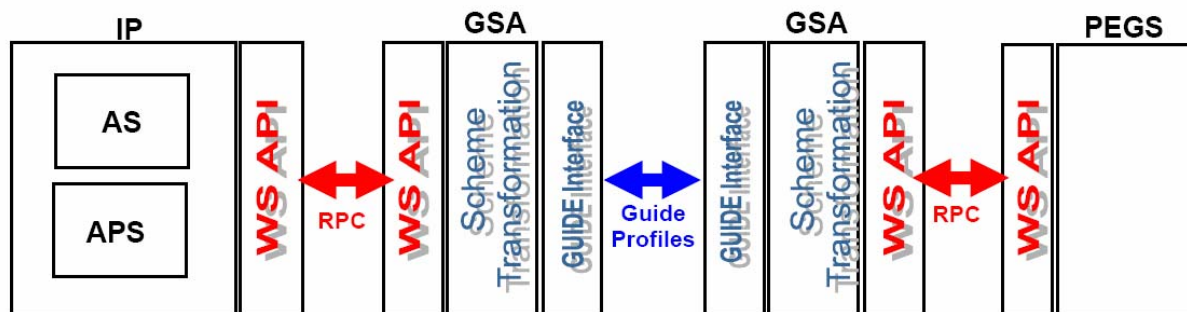 IP
GSA
GSA
PEGS
AS
APS
WS API
RPC
WS API
Scheme
Transformation
GUIDE Interface
Guide
Profiles
GUIDE Interface
Scheme
Transformation
WS API
RPC
WS API